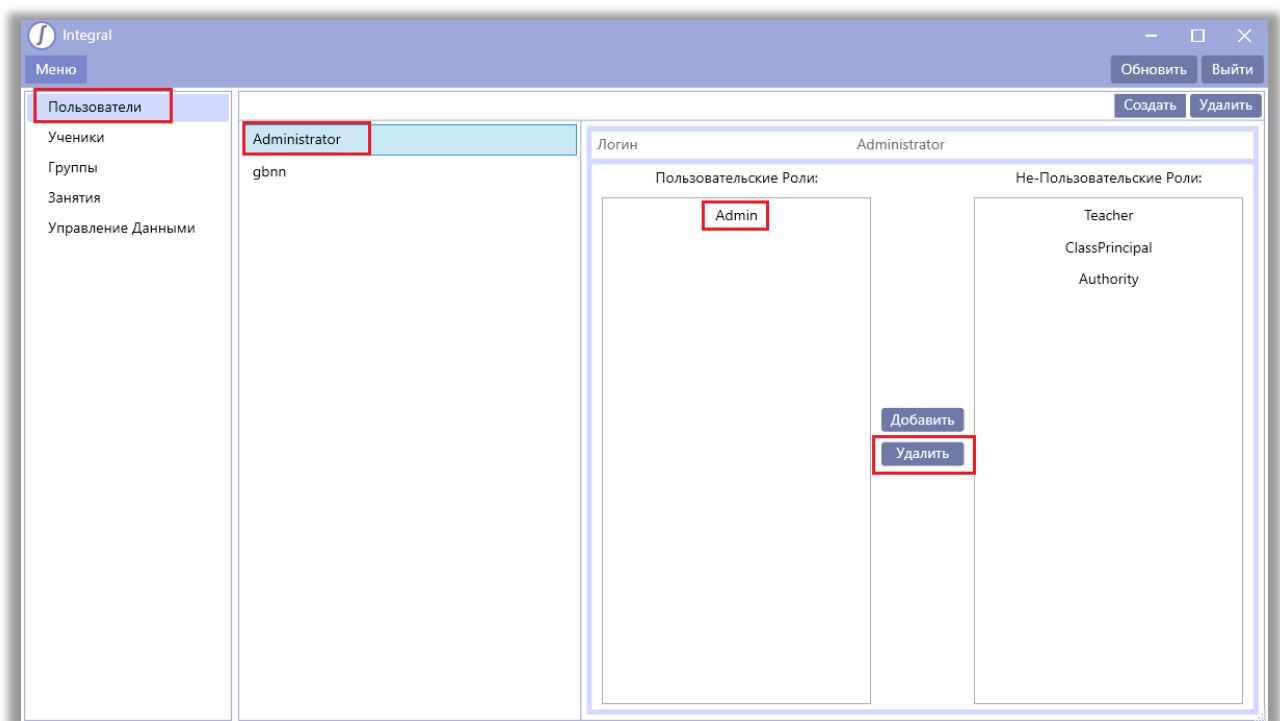 Integral
Меню
Обновить
Выйти
Пользователи
Ученики
Группы
Занятия
Управление Данными
Создать
Удалить
Administrator
gbnn
Логин
Administrator
Пользовательские Роли:
Не-Пользовательские Роли:
Admin
Teacher
ClassPrincipal
Authority
Добавить
Удалить